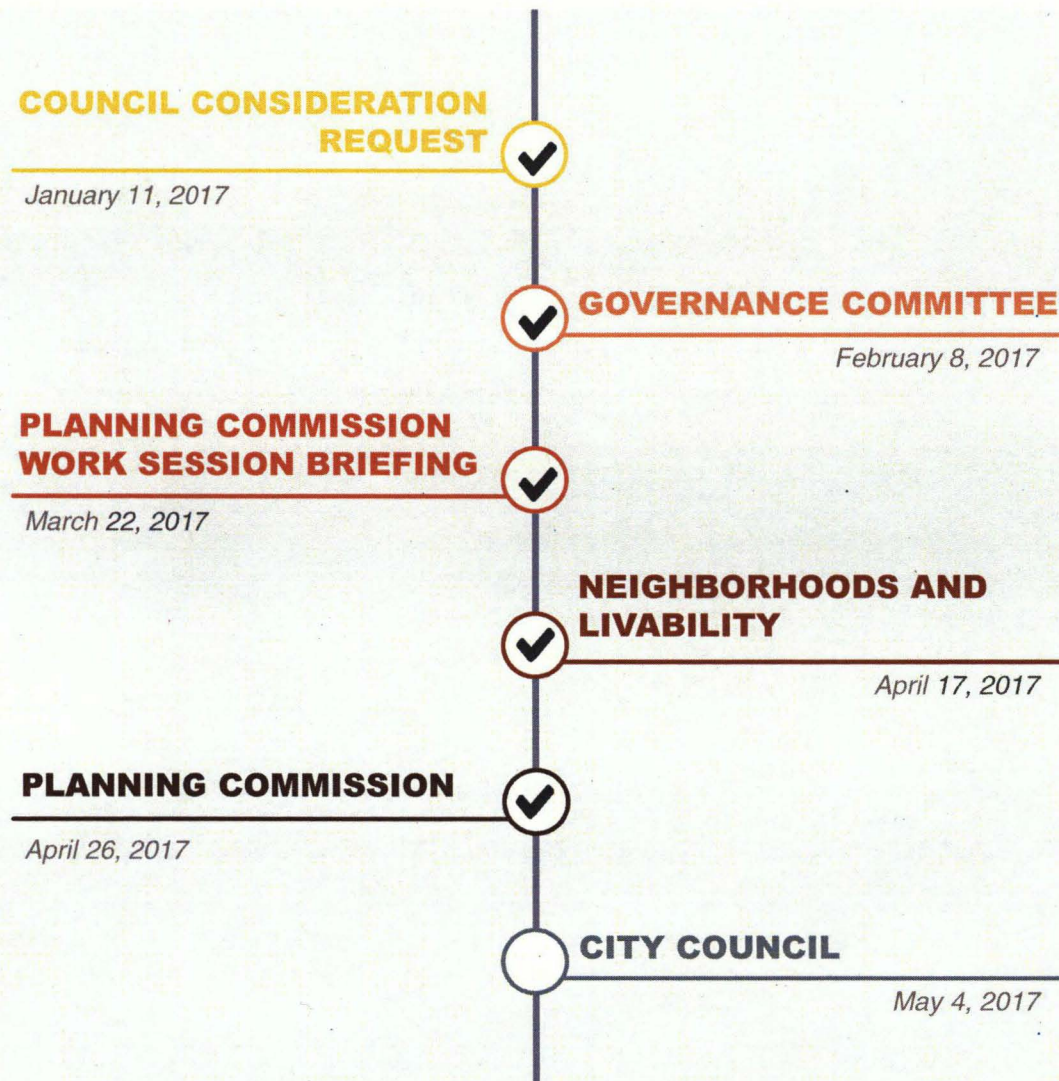 COUNCIL CONSIDERATION
REQUEST
January 11, 2017
GOVERNANCE COMMITTEE
February 8, 2017
PLANNING COMMISSION
WORK SESSION BRIEFING
March 22, 2017
NEIGHBORHOODS AND
LIVABILITY
April 17, 2017
PLANNING COMMISSION
April 26, 2017
CITY COUNCIL
May 4, 2017